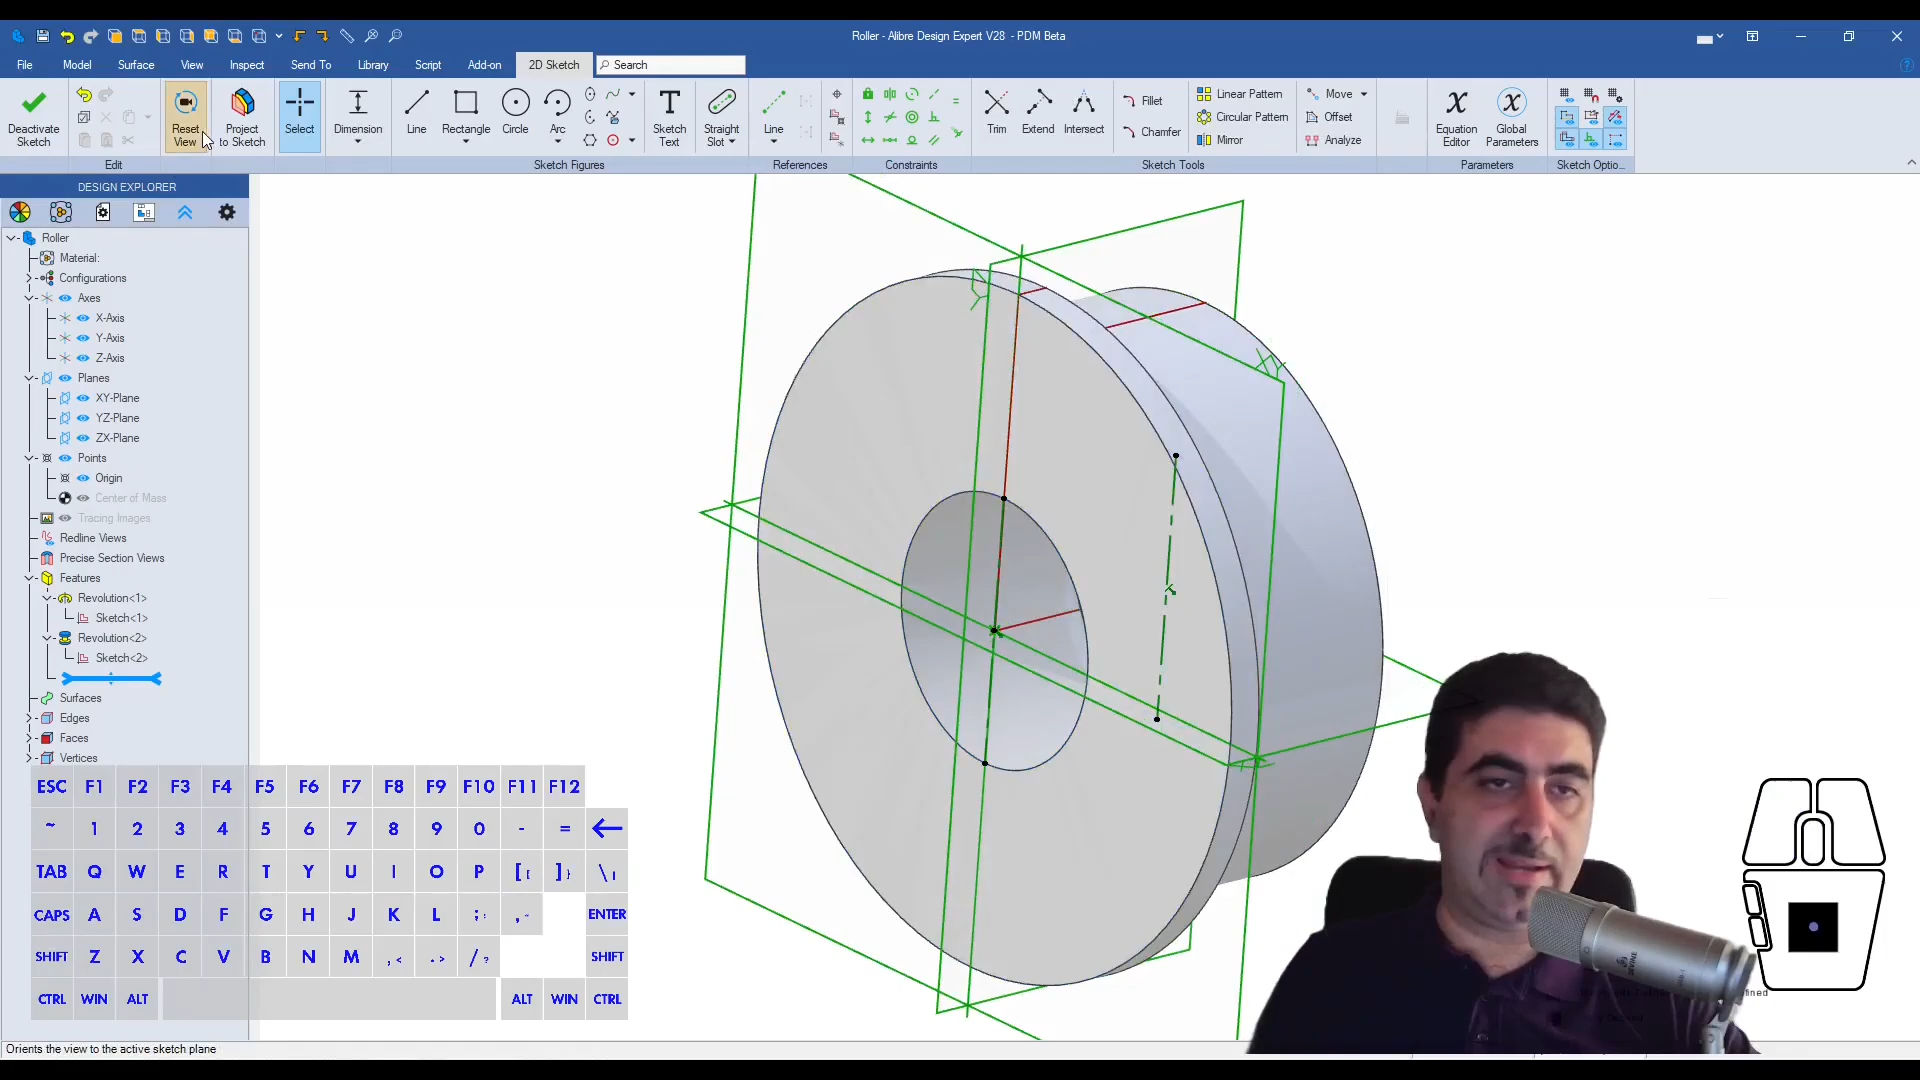 Roller - Alibre Design Expert V28 - PDM Beta
File Model Surface View Inspect Send To Library Script Add-on 2D Sketch Search
Deactivate Sketch
Reset View
Project to Sketch
Select
Dimension
Line
Rectangle
Circle
Arc
Sketch Text
Straight Slot
Line
Trim
Extend
Intersect
Fillet
Chamfer
Linear Pattern
Circular Pattern
Mirror
Move
Offset
Analyze
Equation Editor
Global Parameters
Edit Sketch Figures References Constraints Sketch Tools Parameters Sketch Optio...
DESIGN EXPLORER
Roller
Material:
Configurations
Axes
X-Axis
Y-Axis
Z-Axis
Planes
XY-Plane
YZ-Plane
ZX-Plane
Points
Origin
Center of Mass
Tracing Images
Redline Views
Precise Section Views
Features
Revolution<1>
Sketch<1>
Revolution<2>
Sketch<2>
Surfaces
Edges
Faces
Vertices
ESC F1 F2 F3 F4 F5 F6 F7 F8 F9 F10 F11 F12
~ 1 2 3 4 5 6 7 8 9 0 - =
TAB Q W E R T Y U I O P [ ] \
CAPS A S D F G H J K L ; ENTER
SHIFT Z X C V B N M , < . > / ? SHIFT
CTRL WIN ALT ALT WIN CTRL
Orients the view to the active sketch plane